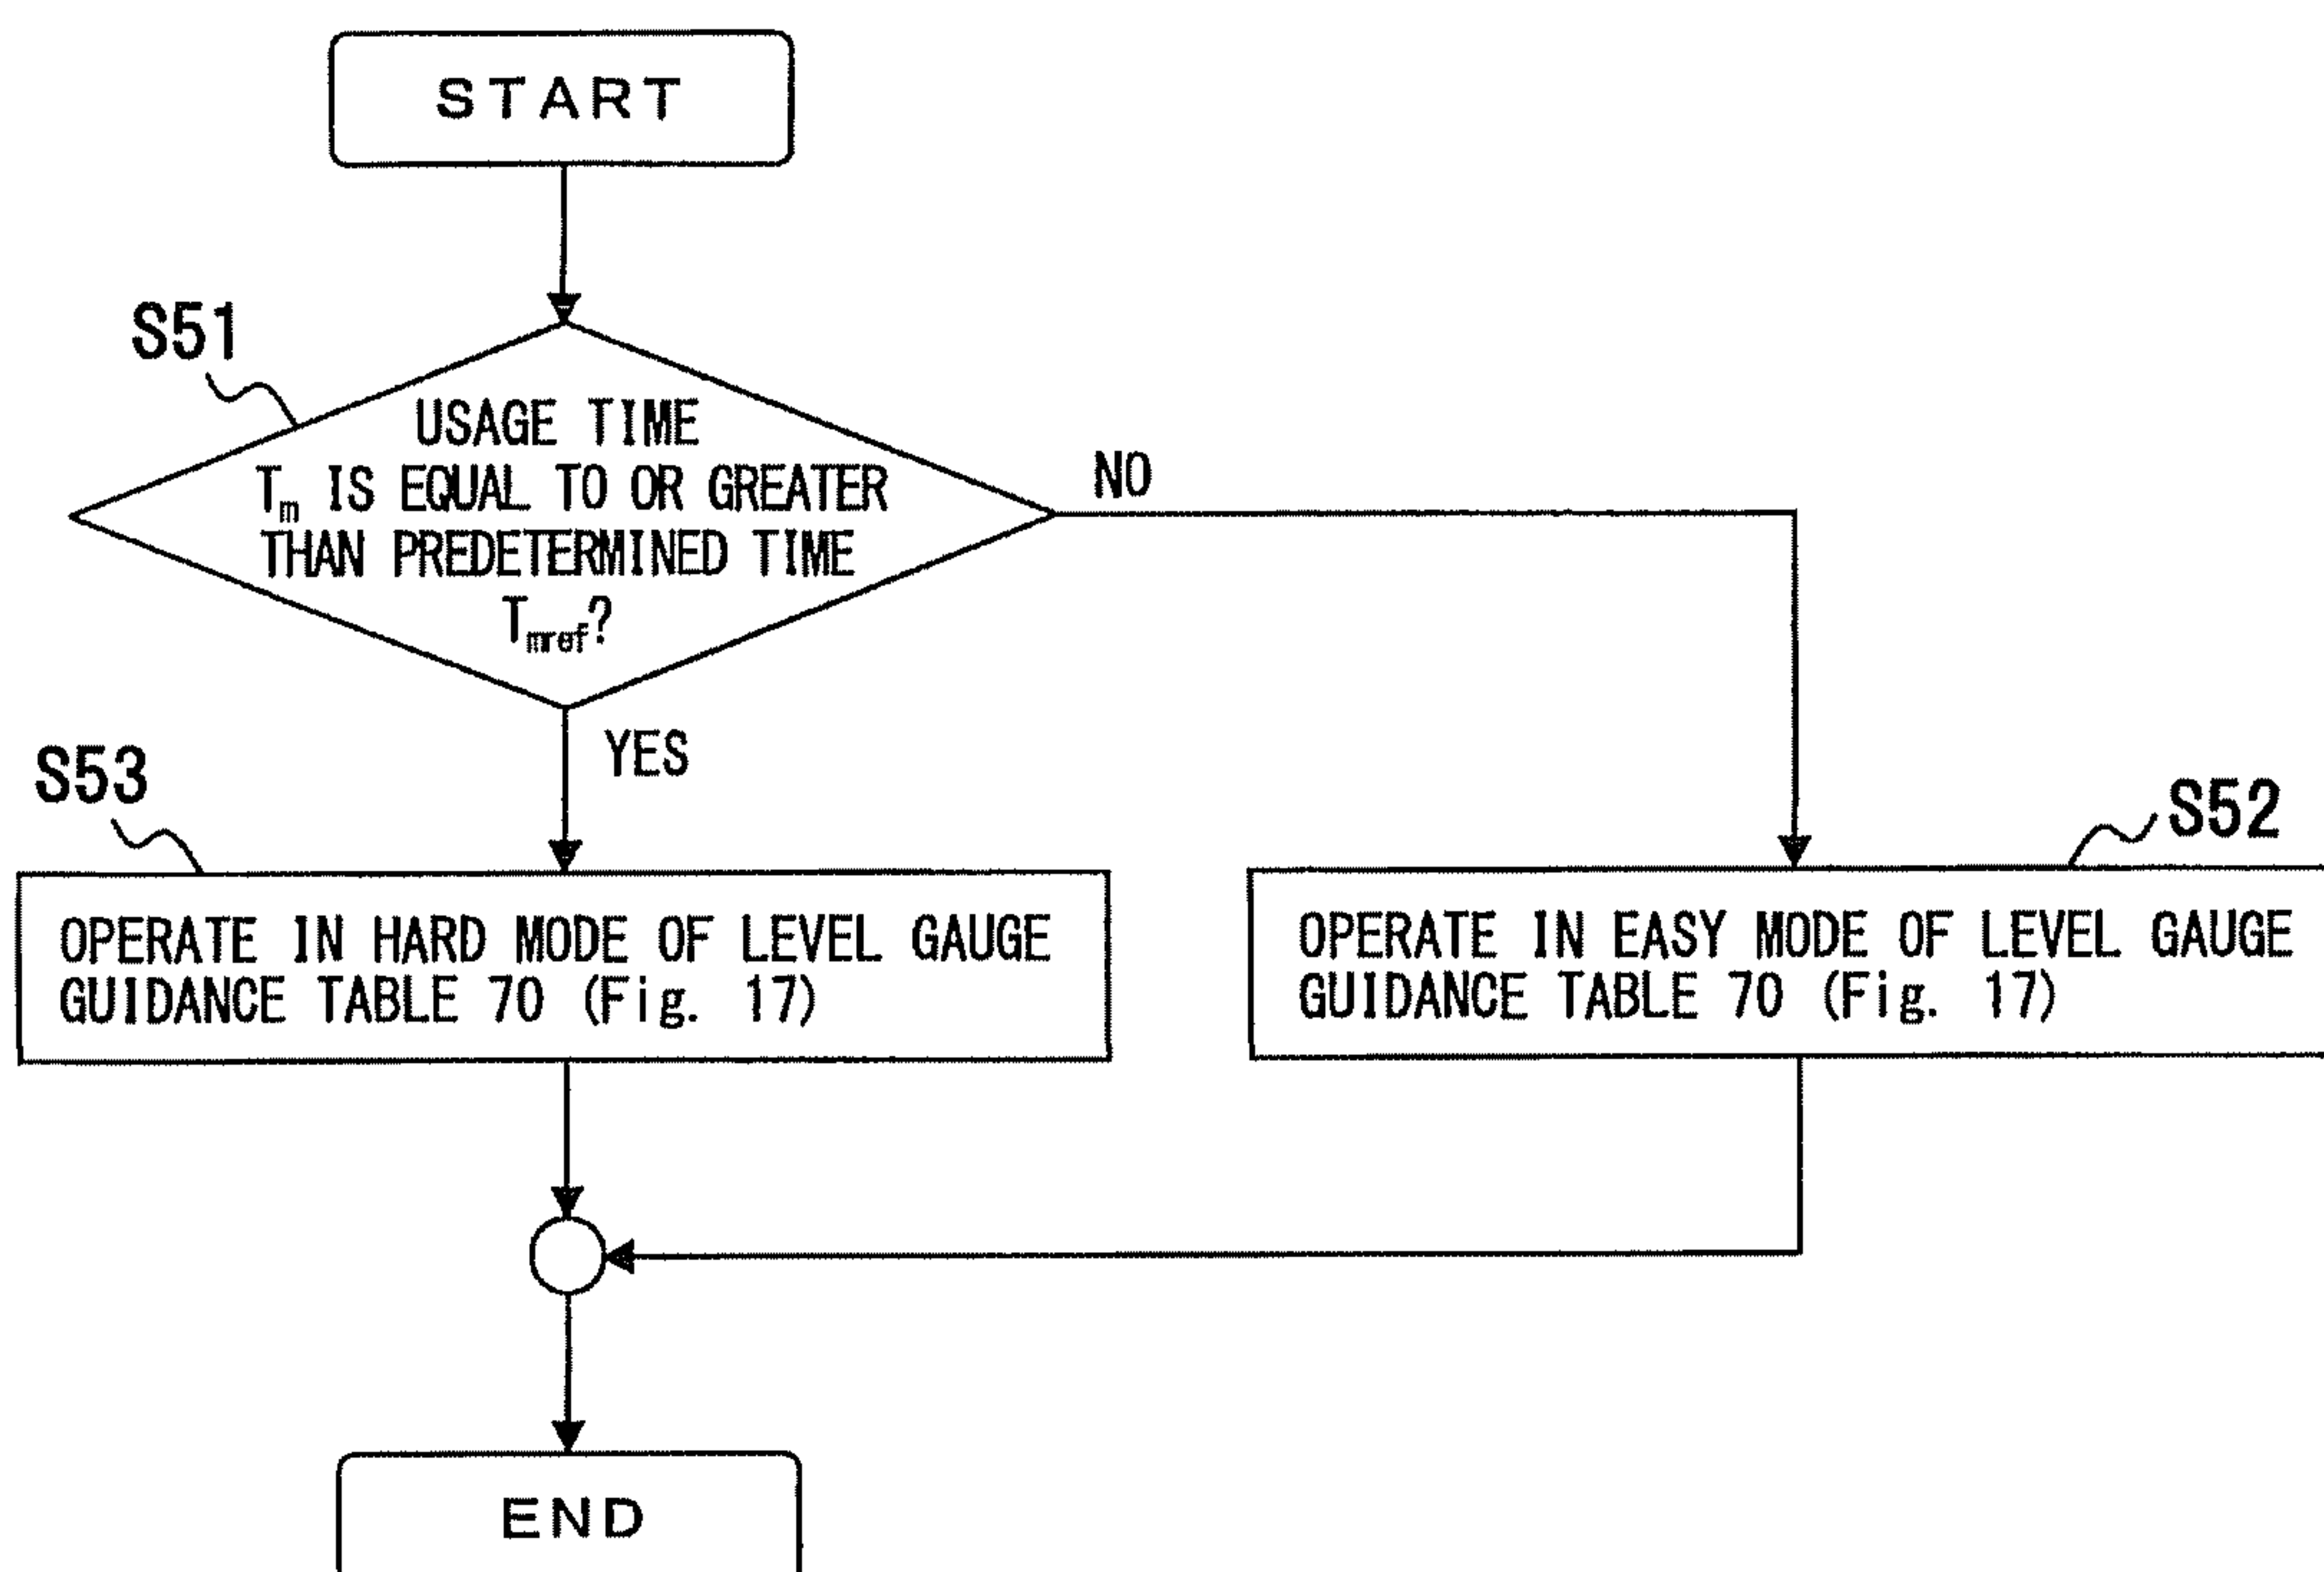 START
S51
USAGE TIME
Tm IS EQUAL TO OR GREATER
THAN PREDETERMINED TIME
Tmref?
NO
YES
S53
OPERATE IN HARD MODE OF LEVEL GAUGE
GUIDANCE TABLE 70 (Fig. 17)
S52
OPERATE IN EASY MODE OF LEVEL GAUGE
GUIDANCE TABLE 70 (Fig. 17)
END